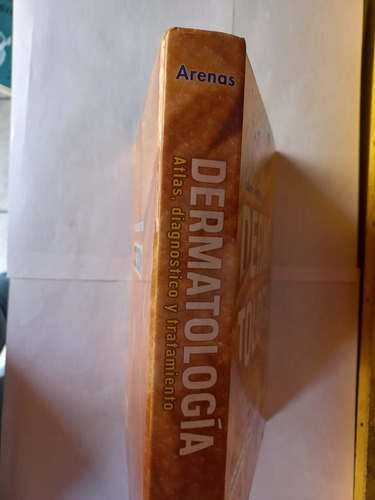 Arenas
DERMATOLOGÍA
Atlas, diagnóstico y tratamiento